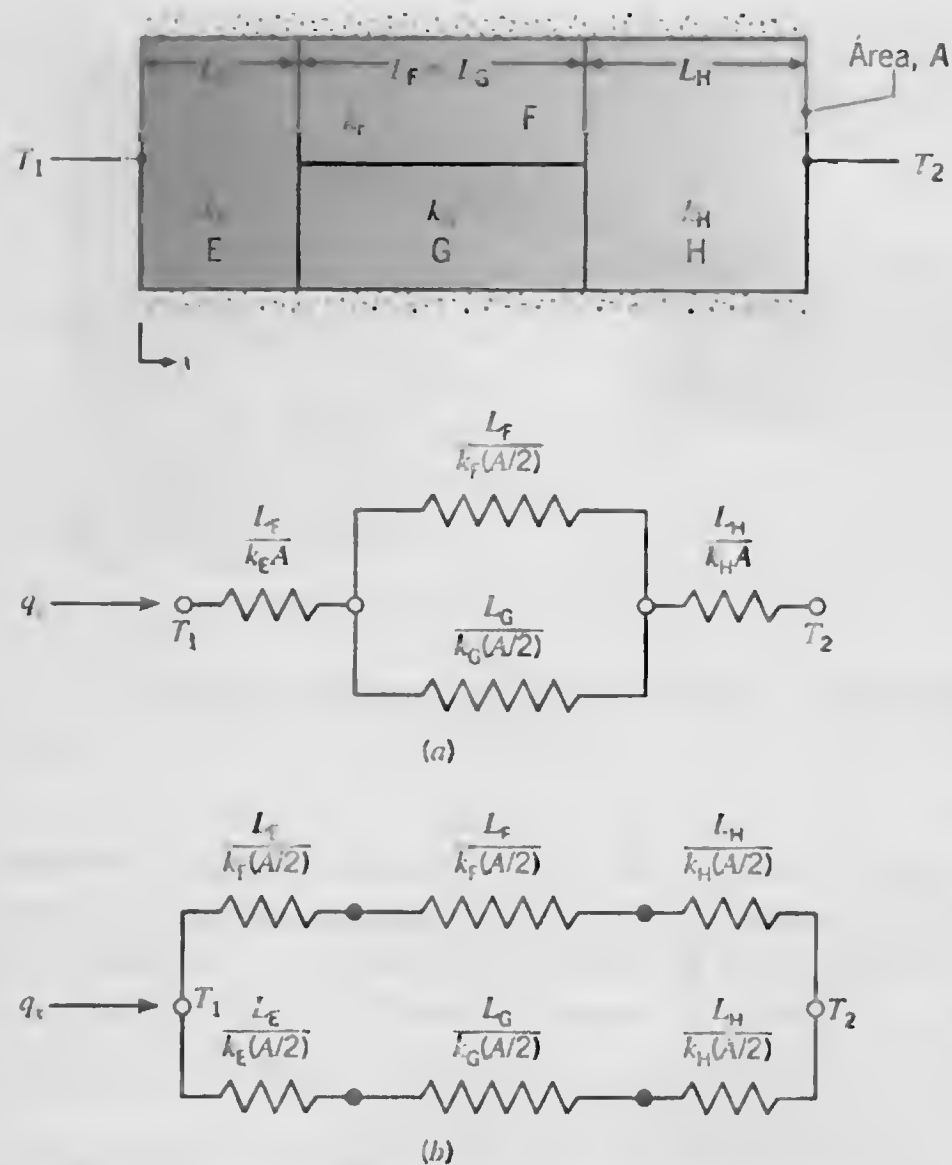 L_F = L_G L_H Área, A
F
T_1 T_2
k_H
E G H
L_F
k_F(A/2)
L_E L_H
k_EA k_HA
q
T_1 L_G T_2
k_G(A/2)
(a)
L_E L_F L_H
k_E(A/2) k_F(A/2) k_H(A/2)
q_x T_1 L_E L_G L_H T_2
k_E(A/2) k_G(A/2) k_H(A/2)
(b)